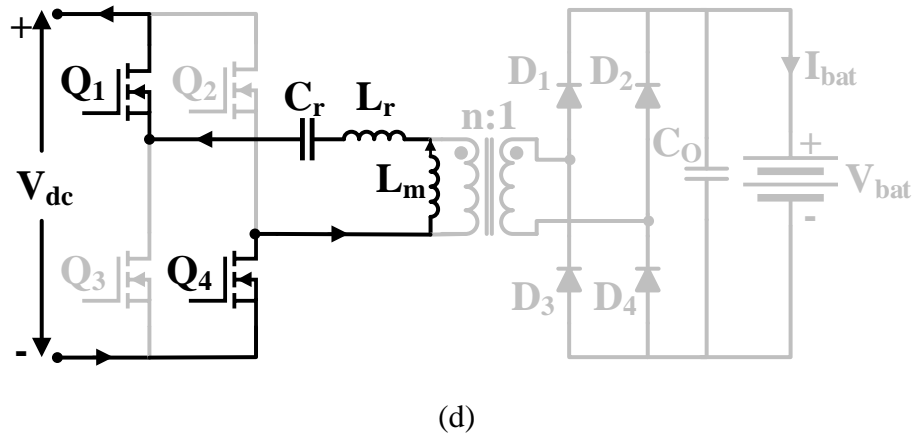 +
Q1
Q2
Cr
Lr
n:1
D1
D2
Ibat
Vdc
Lm
CO
+
Vbat
-
Q3
Q4
D3
D4
-
(d)